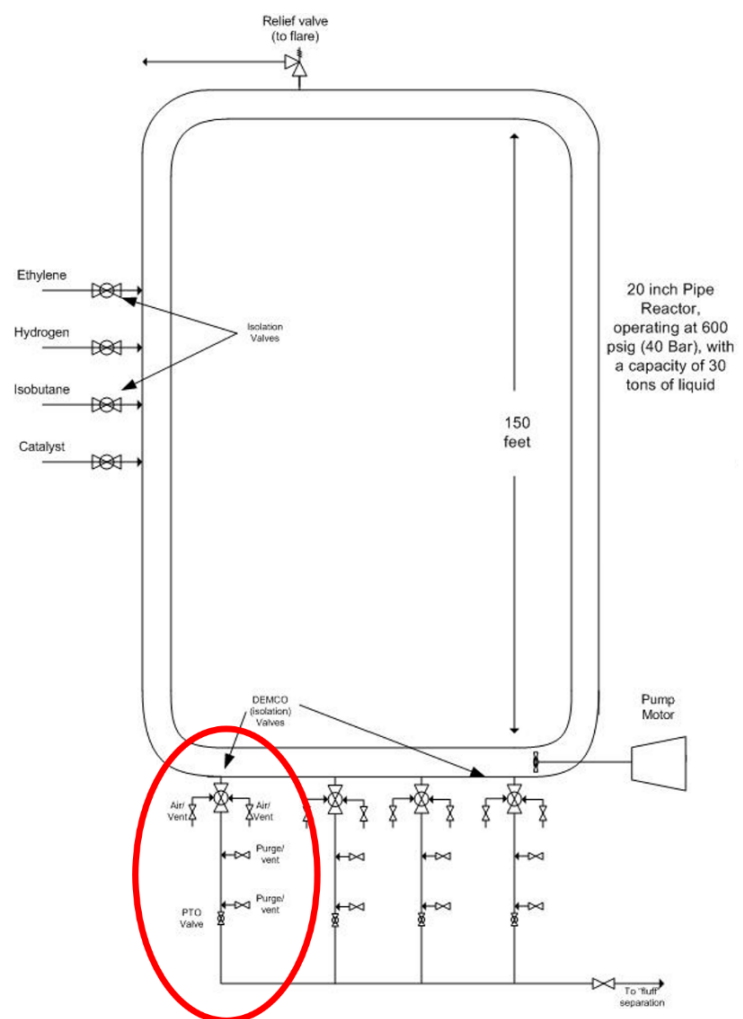 Relief valve
(to flare)
Ethylene
Hydrogen
Isobutane
Catalyst
Isolation
Valves
20 inch Pipe
Reactor,
operating at 600
psig (40 Bar), with
a capacity of 30
tons of liquid
150
feet
DEMCO
(isolation)
Valves
Pump
Motor
Air/
Vent
Air/
Vent
Purge/
vent
PTO
Valve
Purge/
vent
To "fluff"
separation